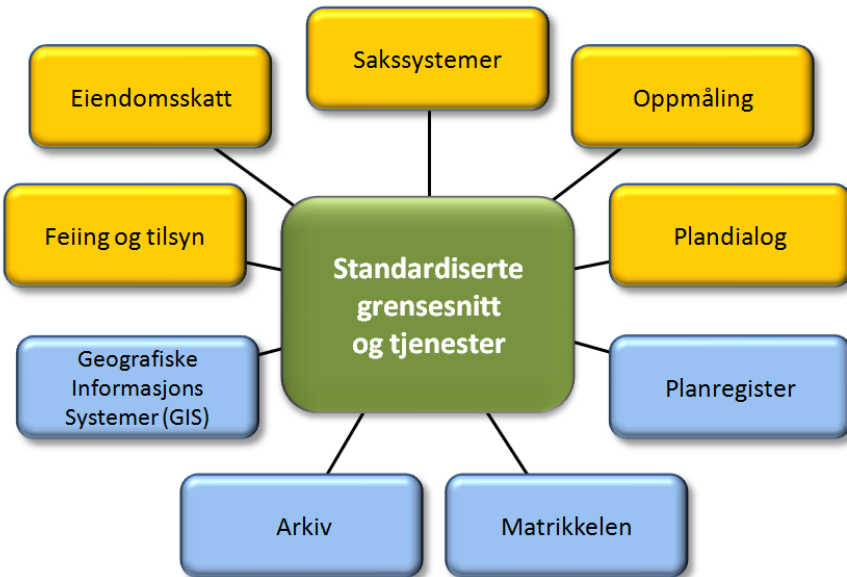 Sakssystemer
Eiendomsskatt
Oppmåling
Feiing og tilsyn
Plandialog
Standardiserte
grensesnitt
og tjenester
Geografiske
Informasjons
Systemer (GIS)
Planregister
Arkiv
Matrikkelen